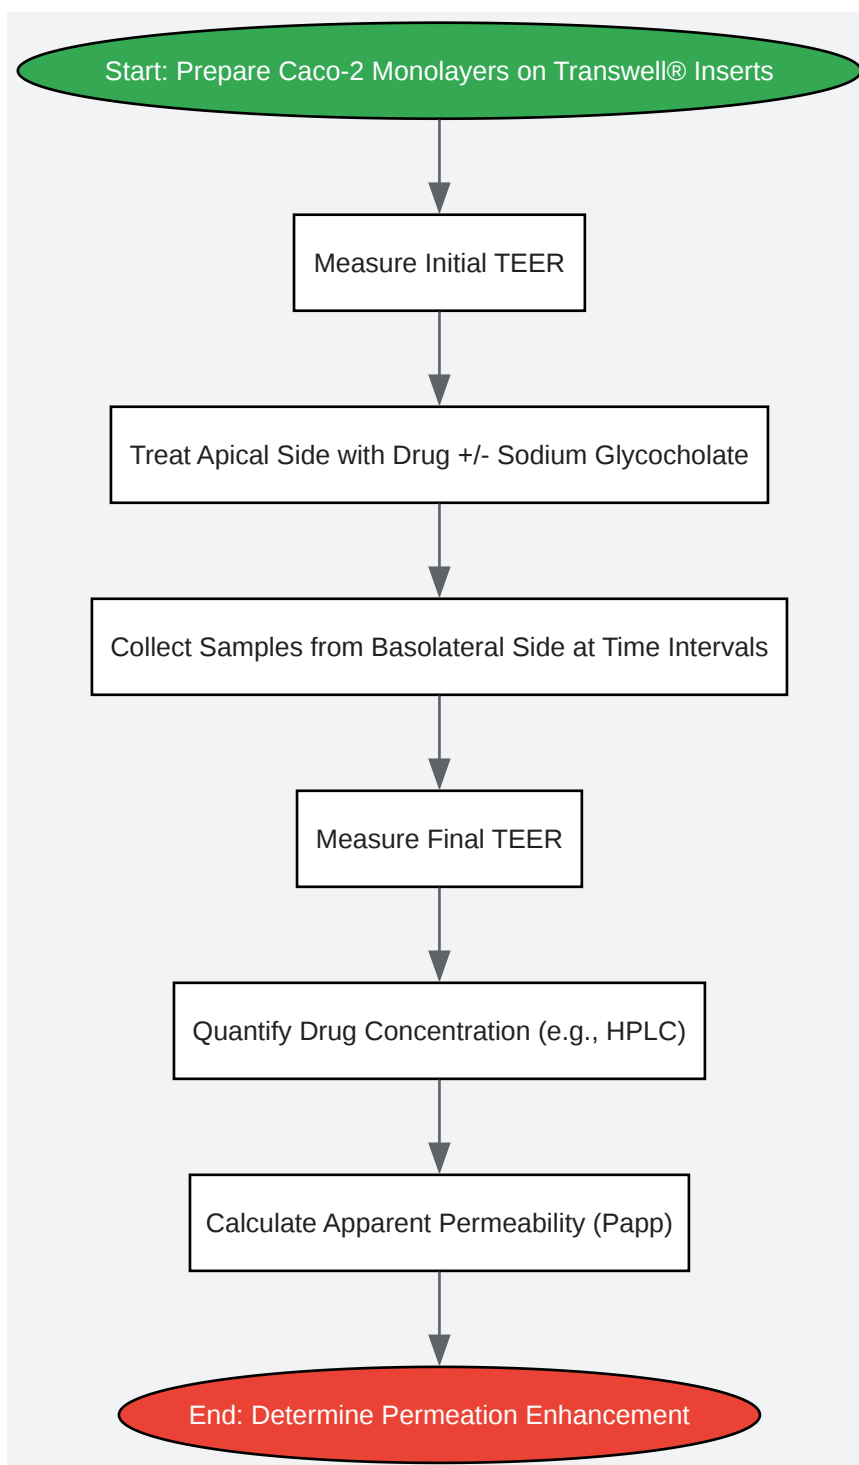 Start: Prepare Caco-2 Monolayers on Transwell® Inserts
Measure Initial TEER
Treat Apical Side with Drug +/- Sodium Glycocholate
Collect Samples from Basolateral Side at Time Intervals
Measure Final TEER
Quantify Drug Concentration (e.g., HPLC)
Calculate Apparent Permeability (Papp)
End: Determine Permeation Enhancement